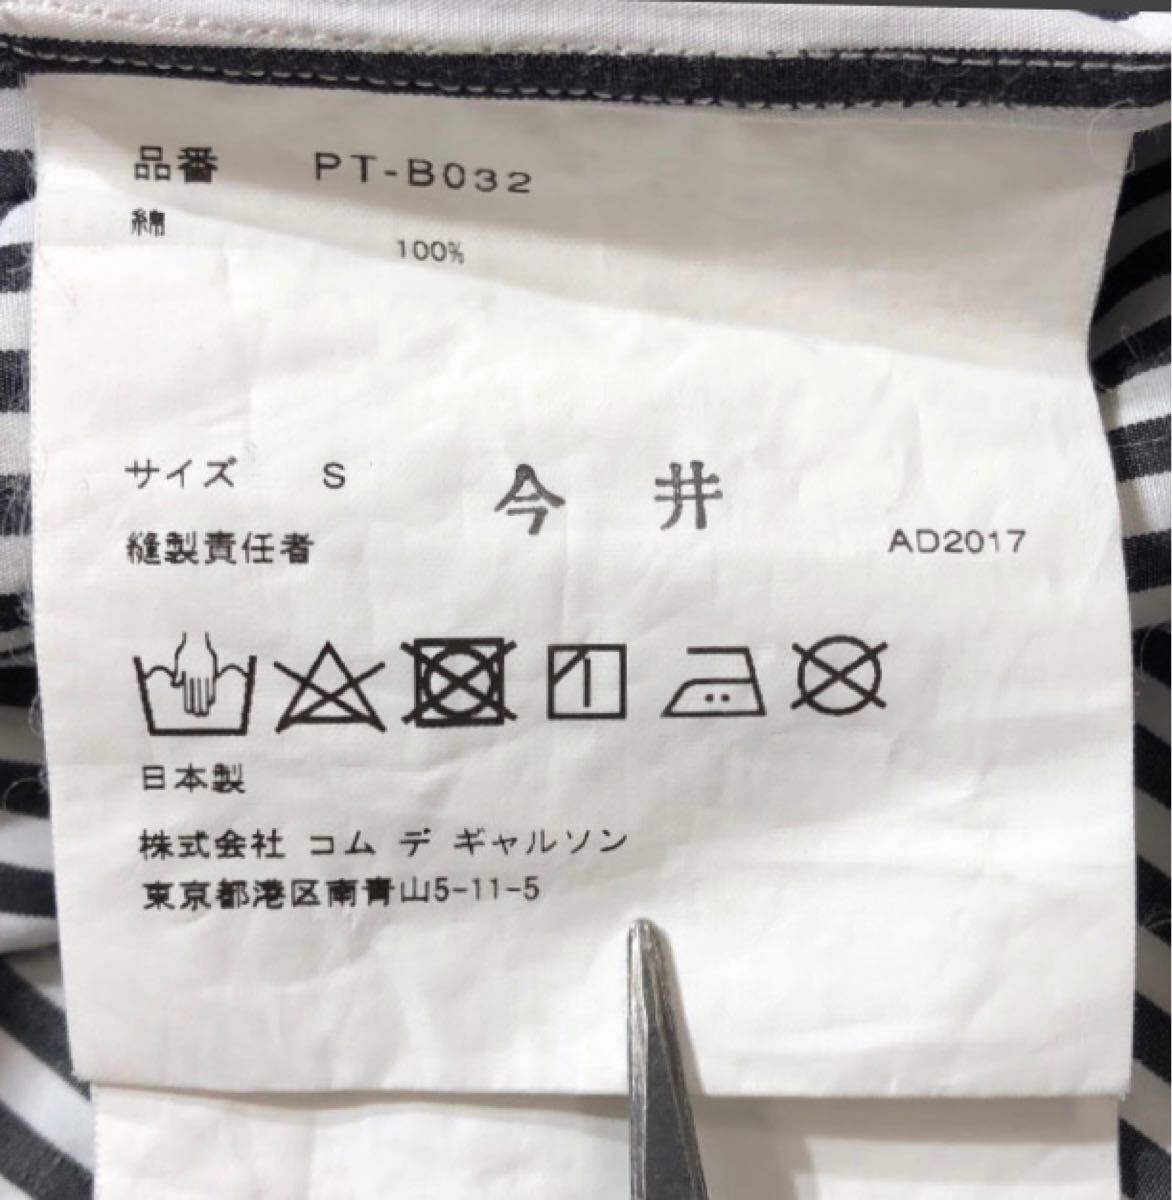 品番 PT-B032
綿
100%
サイズ S
今井
縫製責任者
AD2017
日本製
株式会社 コム デ ギャルソン
東京都港区南青山5-11-5